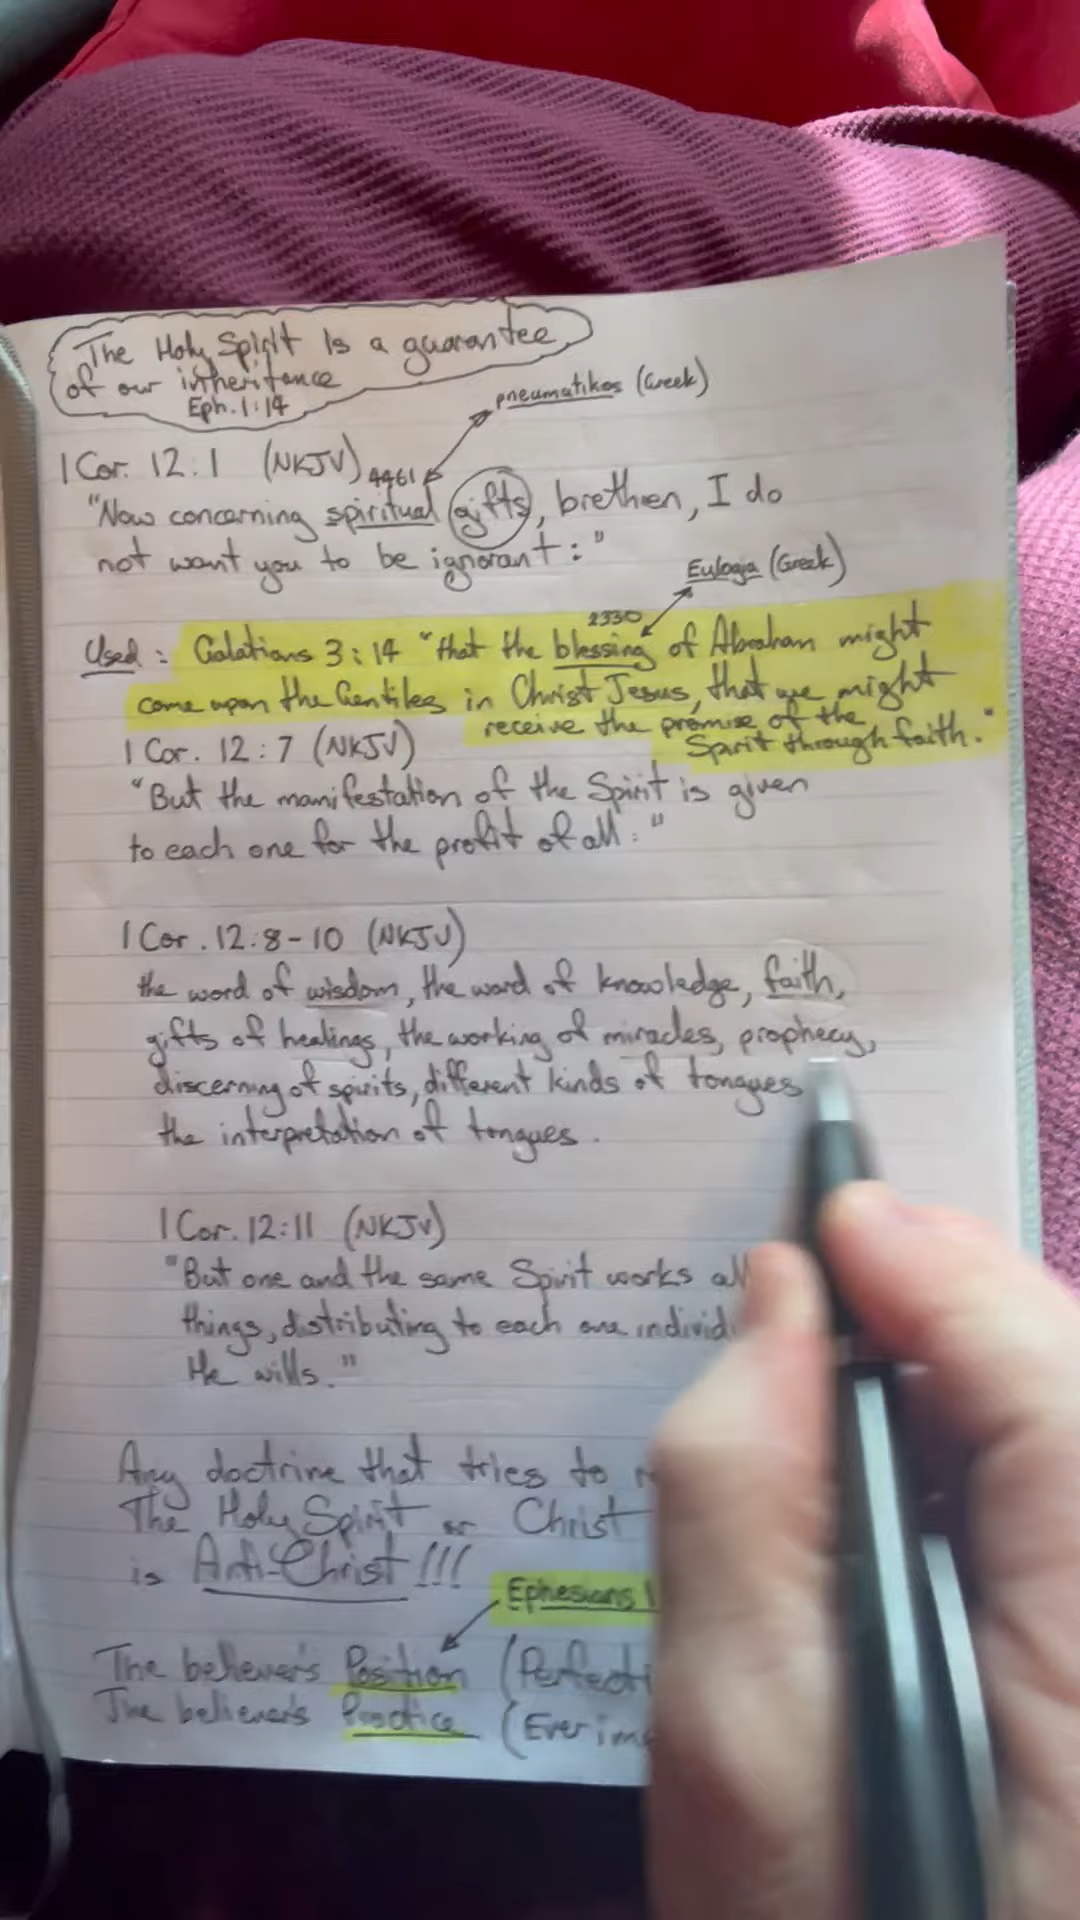 The Holy Spirit Is a guarantee
of our inheritance
Eph. 1:14
pneumatikos (Greek)
1 Cor. 12:1 (NKJV)
4461
"Now concerning spiritual gifts, brethren, I do
not want you to be ignorant:"
Eulogia (Greek)
2330
Used: Galations 3:14 "that the blessing of Abraham might
come upon the Gentiles in Christ Jesus, that we might
receive the promise of the
Spirit through faith."
1 Cor. 12:7 (NKJV)
"But the manifestation of the Spirit is given
to each one for the profit of all:"
1 Cor. 12:8-10 (NKJV)
the word of wisdom, the word of knowledge, faith,
gifts of healings, the working of miracles, prophecy,
discerning of spirits, different kinds of tongues
the interpretation of tongues.
1 Cor. 12:11 (NKJV)
"But one and the same Spirit works all
things, distributing to each one individ
He wills."
Any doctrine that tries to
The Holy Spirit or Christ
is Anti-Christ!!!
Ephesians 1
The believer's Position (Perfecti
The believer's Practice (Ever im